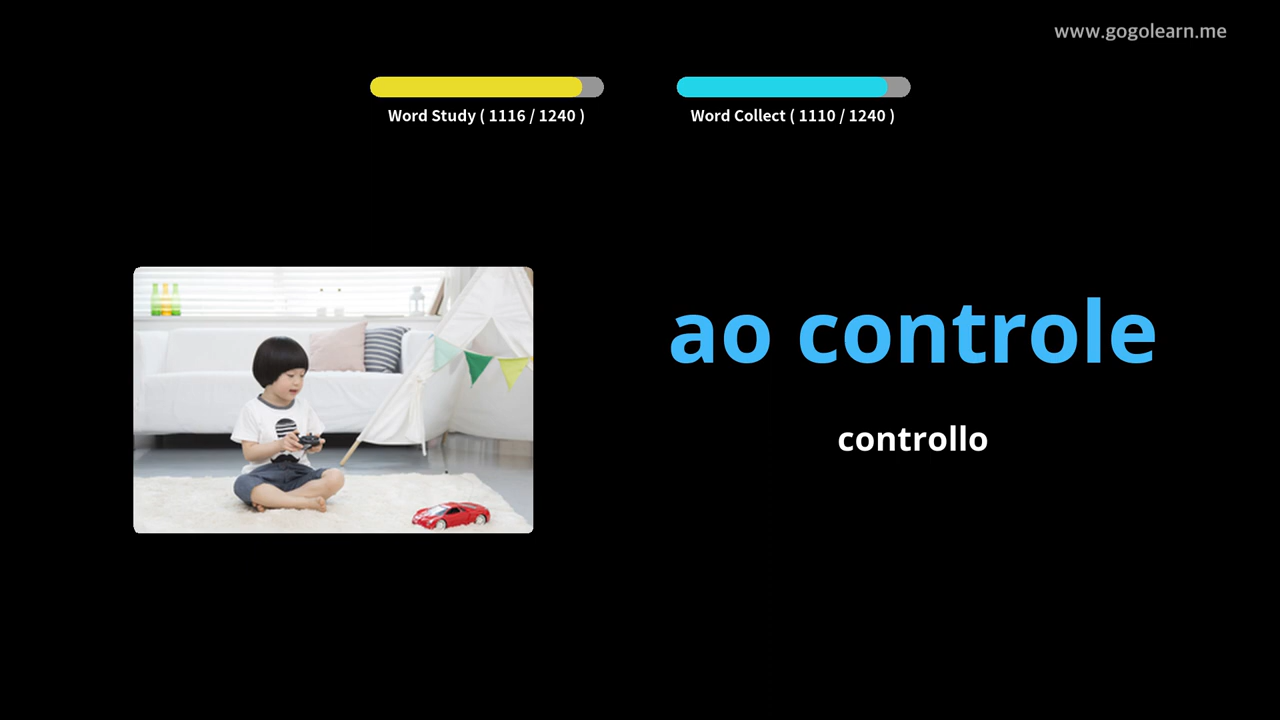 www.gogolearn.me
Word Study ( 1116 / 1240 )
Word Collect ( 1110 / 1240 )
ao controle
controllo